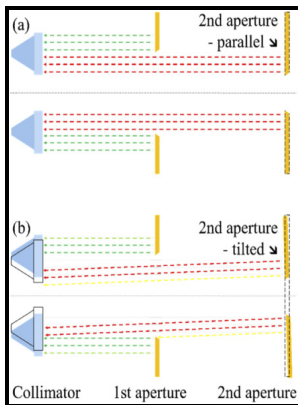 (a)
2nd aperture
- parallel ↘
(b)
2nd aperture
- tilted ↘
Collimator 1st aperture 2nd aperture